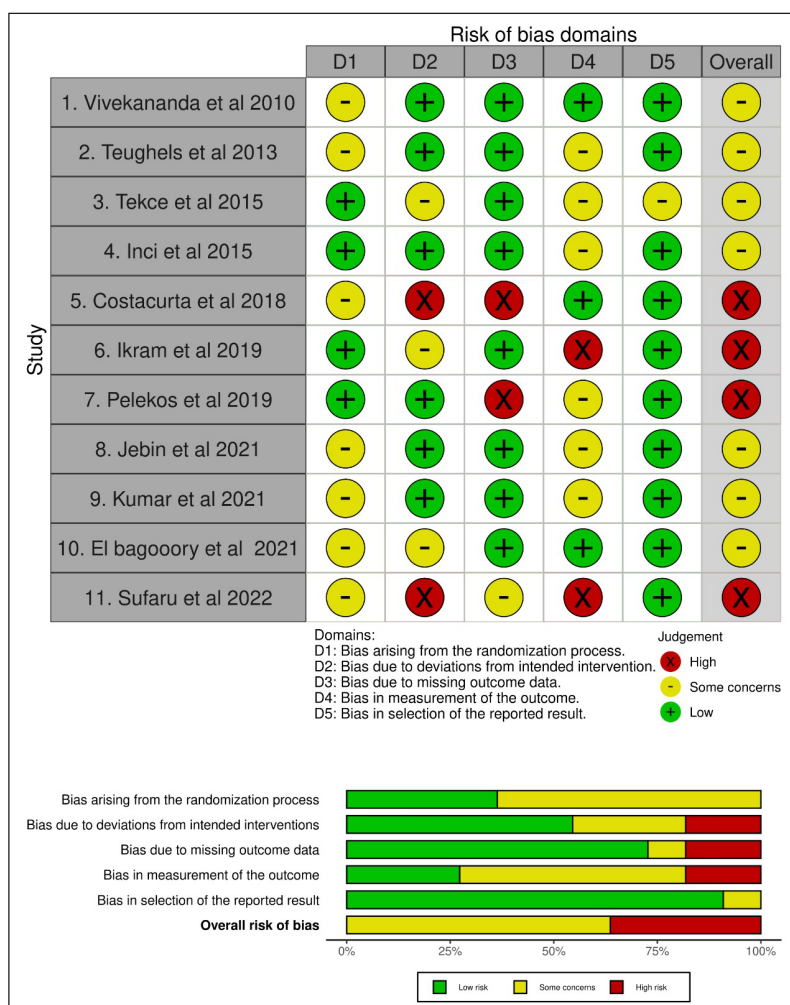 Risk of bias domains
D1 D2 D3 D4 D5 Overall
Study
1. Vivekananda et al 2010 - + + + + -
2. Teughels et al 2013 - + + - + -
3. Tekce et al 2015 + - + - - -
4. Inci et al 2015 + + + - + -
5. Costacurta et al 2018 - X X + + X
6. Ikram et al 2019 + - + X + X
7. Pelekos et al 2019 + + X - + X
8. Jebin et al 2021 - + + - + -
9. Kumar et al 2021 - + + - + -
10. El bagooory et al 2021 - - + + + -
11. Sufaru et al 2022 - X - X + X
Domains:
D1: Bias arising from the randomization process.
D2: Bias due to deviations from intended intervention.
D3: Bias due to missing outcome data.
D4: Bias in measurement of the outcome.
D5: Bias in selection of the reported result.
Judgement
X High
- Some concerns
+ Low
Bias arising from the randomization process
Bias due to deviations from intended interventions
Bias due to missing outcome data
Bias in measurement of the outcome
Bias in selection of the reported result
Overall risk of bias
0% 25% 50% 75% 100%
Low risk Some concerns High risk